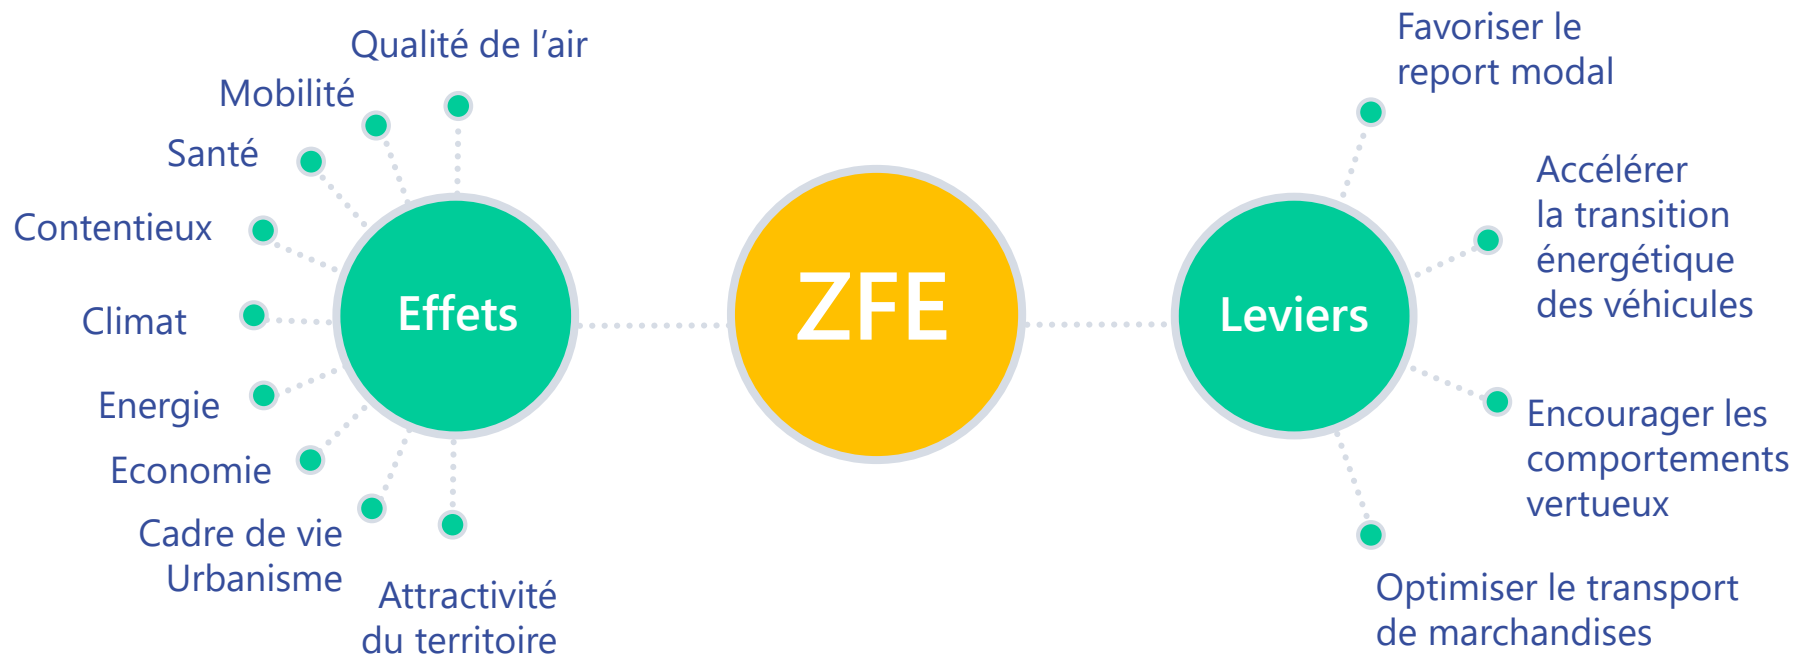 Qualité de l’air
Mobilité
Santé
Contentieux
Climat
Energie
Economie
Cadre de vie
Urbanisme
Attractivité
du territoire
Effets
ZFE
Leviers
Favoriser le
report modal
Accélérer
la transition
énergétique
des véhicules
Encourager les
comportements
vertueux
Optimiser le transport
de marchandises